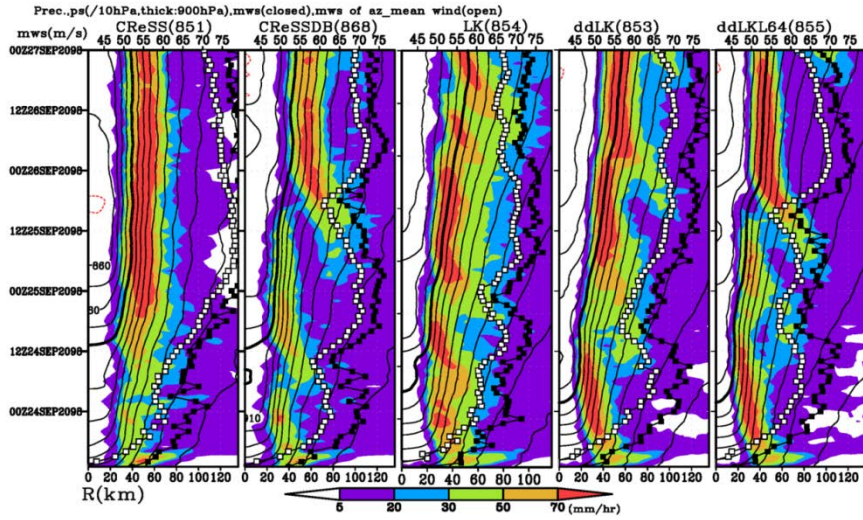 Prec.,ps(/10hPa,thick:900hPa),mws(closed),mws of az_mean wind(open)
CReSS(851) CReSSDB(868) LK(854) ddLK(853) ddLKL64(855)
mws(m/s) 45 50 55 60 65 70 75 45 50 55 60 65 70 75 45 50 55 60 65 70 75 45 50 55 60 65 70 75 45 50 55 60 65 70 75
00Z27SEP2098
12Z26SEP2098
00Z26SEP2098
12Z25SEP2098
860
00Z25SEP2098
12Z24SEP2098
00Z24SEP2098
0 20 40 60 80 100 120 0 20 40 60 80 100 120 0 20 40 60 80 100 0 20 40 60 80 100 120 0 20 40 60 80 100 120
R(km)
5 20 30 50 70 (mm/hr)